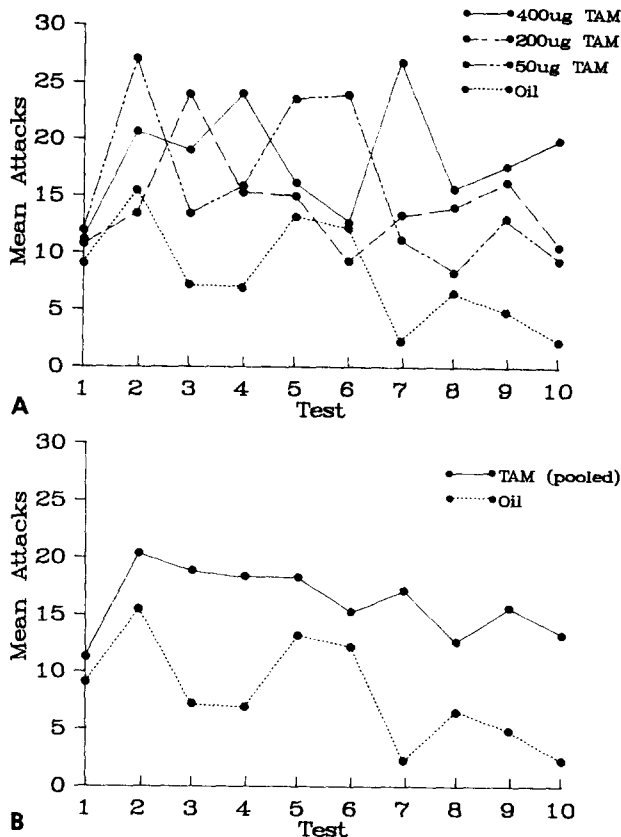 400ug TAM
200ug TAM
50ug TAM
Oil
Mean Attacks
30
25
20
15
10
5
0
1 2 3 4 5 6 7 8 9 10
Test
A
TAM (pooled)
Oil
Mean Attacks
30
25
20
15
10
5
0
1 2 3 4 5 6 7 8 9 10
Test
B